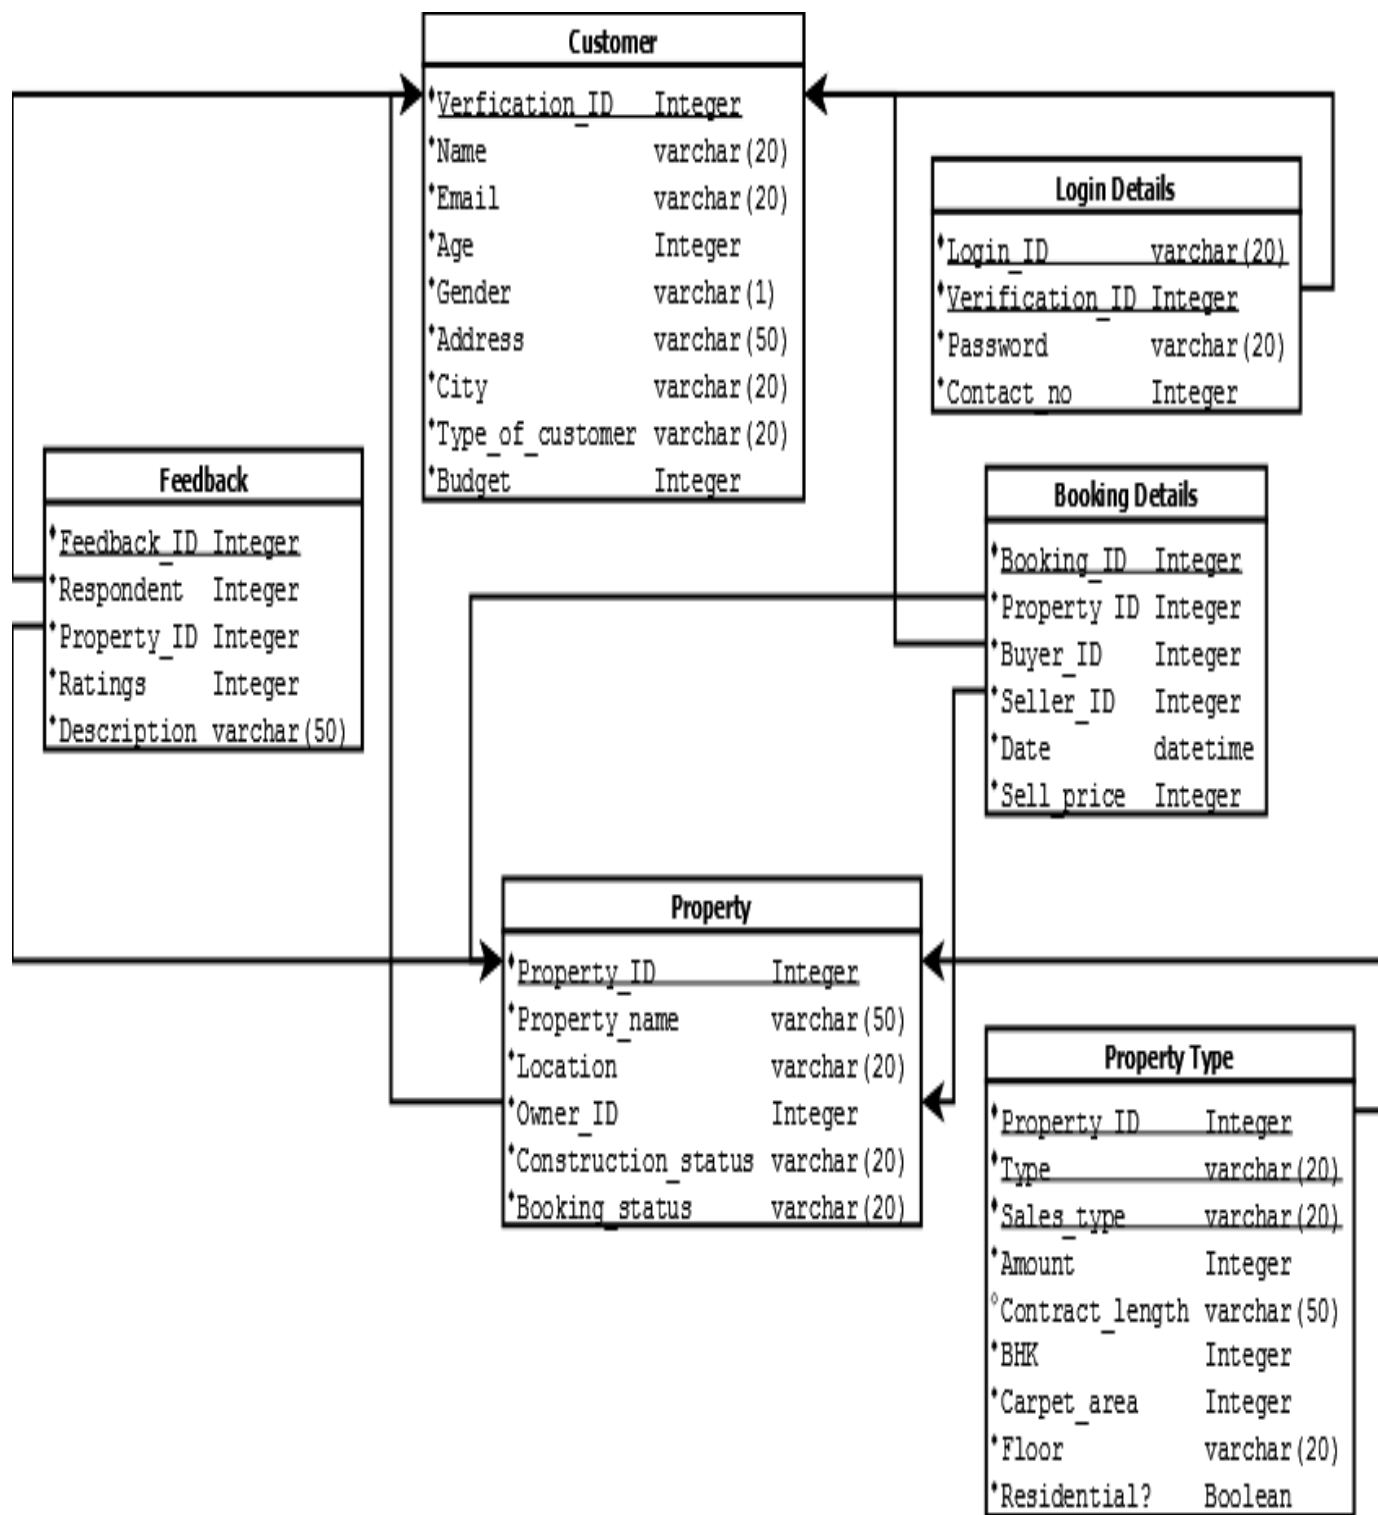 Customer
Verfication_ID Integer
Name varchar(20)
Email varchar(20)
Age Integer
Gender varchar(1)
Address varchar(50)
City varchar(20)
Type_of_customer varchar(20)
Budget Integer
Login Details
Login_ID varchar(20)
Verification_ID Integer
Password varchar(20)
Contact_no Integer
Feedback
Feedback_ID Integer
Respondent Integer
Property_ID Integer
Ratings Integer
Description varchar(50)
Booking Details
Booking_ID Integer
Property ID Integer
Buyer_ID Integer
Seller_ID Integer
Date datetime
Sell_price Integer
Property
Property_ID Integer
Property_name varchar(50)
Location varchar(20)
Owner_ID Integer
Construction_status varchar(20)
Booking_status varchar(20)
Property Type
Property_ID Integer
Type varchar(20)
Sales_type varchar(20)
Amount Integer
Contract_length varchar(50)
BHK Integer
Carpet_area Integer
Floor varchar(20)
Residential? Boolean